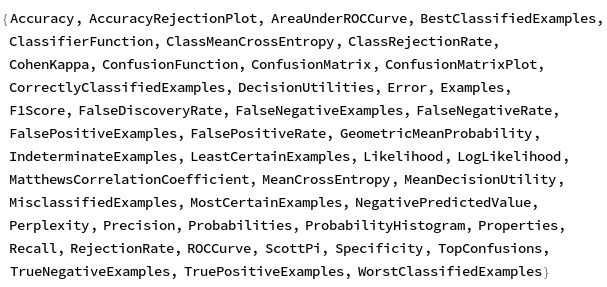 {Accuracy, AccuracyRejectionPlot, AreaUnderROCCurve, BestClassifiedExamples,
ClassifierFunction, ClassMeanCrossEntropy, ClassRejectionRate,
CohenKappa, ConfusionFunction, ConfusionMatrix, ConfusionMatrixPlot,
CorrectlyClassifiedExamples, DecisionUtilities, Error, Examples,
F1Score, FalseDiscoveryRate, FalseNegativeExamples, FalseNegativeRate,
FalsePositiveExamples, FalsePositiveRate, GeometricMeanProbability,
IndeterminateExamples, LeastCertainExamples, Likelihood, LogLikelihood,
MatthewsCorrelationCoefficient, MeanCrossEntropy, MeanDecisionUtility,
MisclassifiedExamples, MostCertainExamples, NegativePredictedValue,
Perplexity, Precision, Probabilities, ProbabilityHistogram, Properties,
Recall, RejectionRate, ROCCurve, ScottPi, Specificity, TopConfusions,
TrueNegativeExamples, TruePositiveExamples, WorstClassifiedExamples}